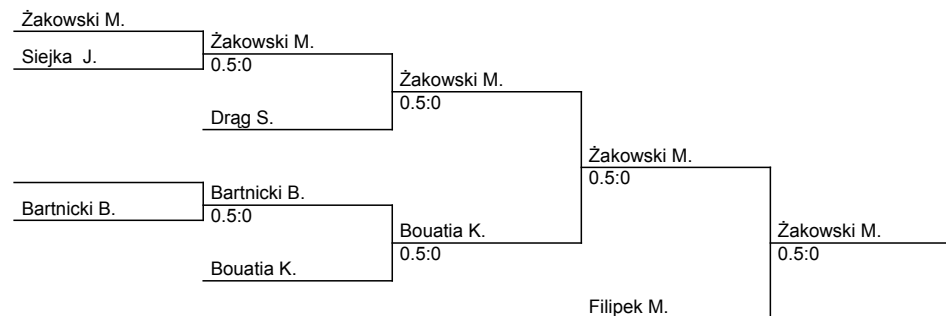 Żakowski M.
Siejka J.
Żakowski M.
0.5:0
Żakowski M.
0.5:0
Drąg S.
Żakowski M.
0.5:0
Bartnicki B.
Bartnicki B.
0.5:0
Bouatia K.
0.5:0
Żakowski M.
0.5:0
Bouatia K.
Filipek M.